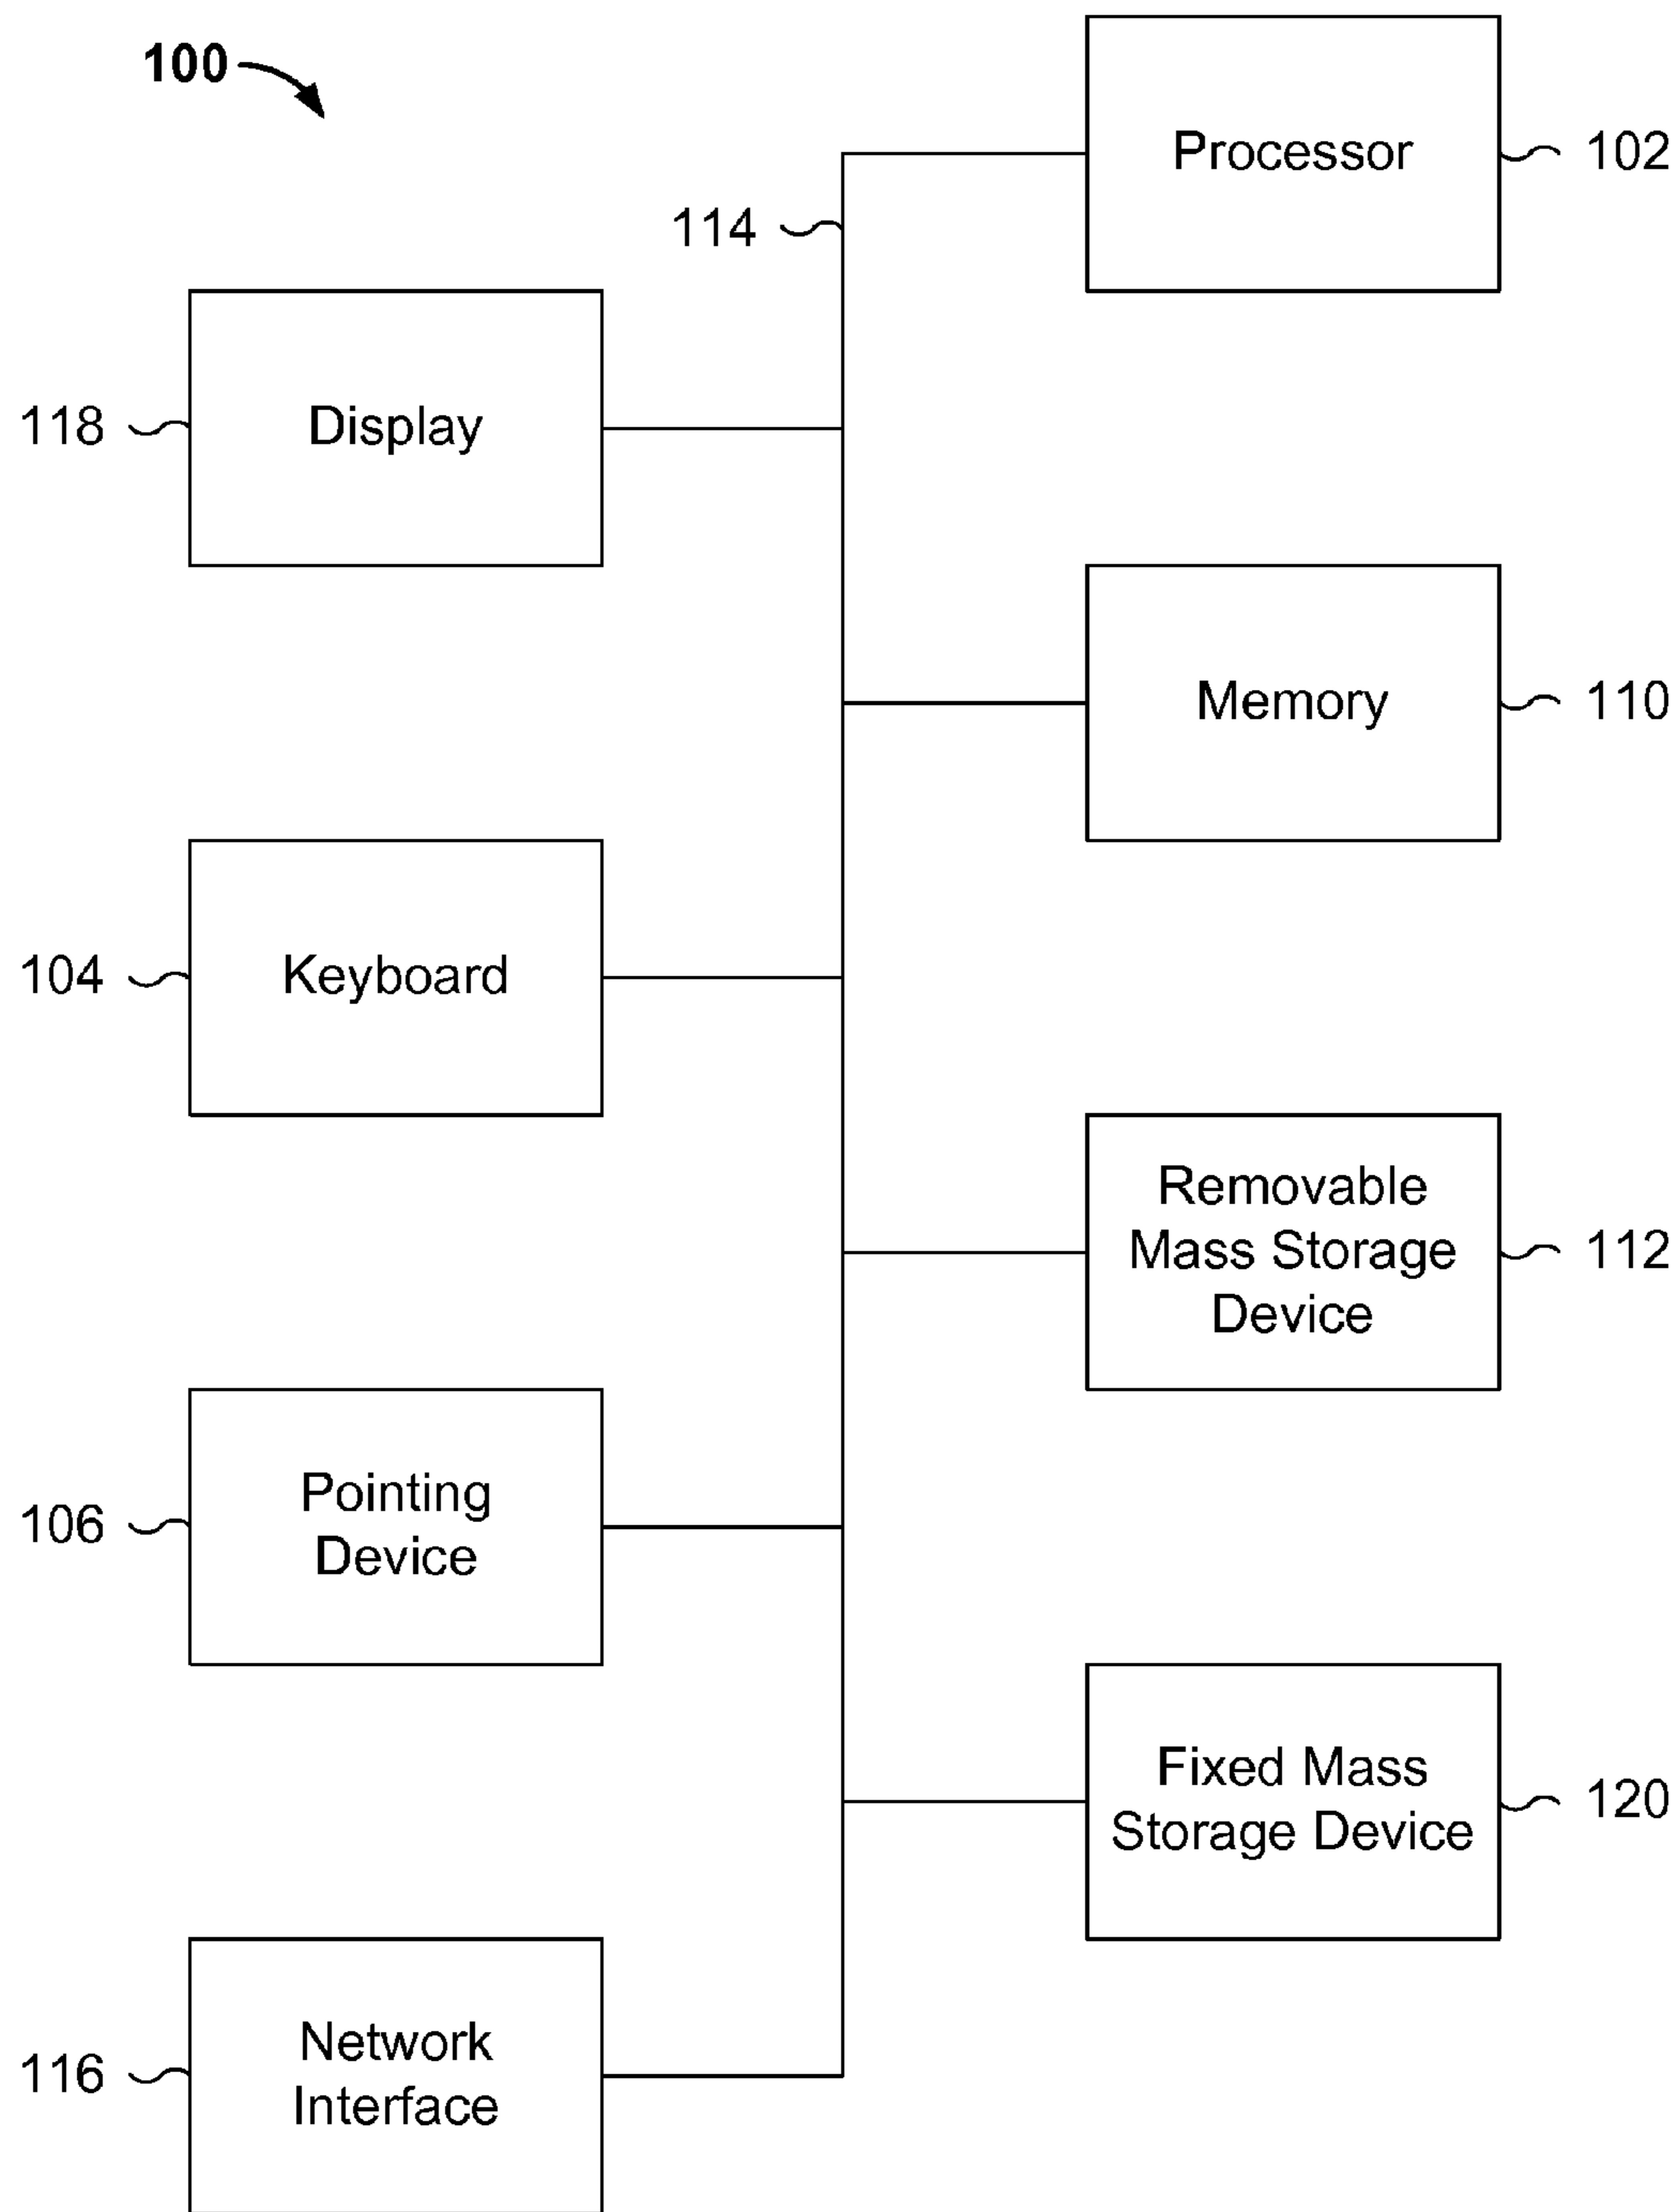 100
Processor
102
114
118
Display
Memory
110
104
Keyboard
Removable
Mass Storage
Device
112
106
Pointing
Device
Fixed Mass
Storage Device
120
116
Network
Interface